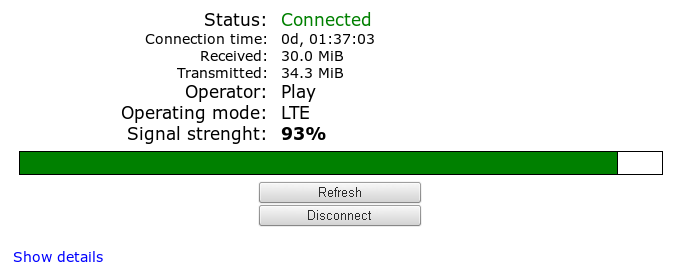 Status: Connected
Connection time: 0d, 01:37:03
Received: 30.0 MiB
Transmitted: 34.3 MiB
Operator: Play
Operating mode: LTE
Signal strenght: 93%
Refresh
Disconnect
Show details